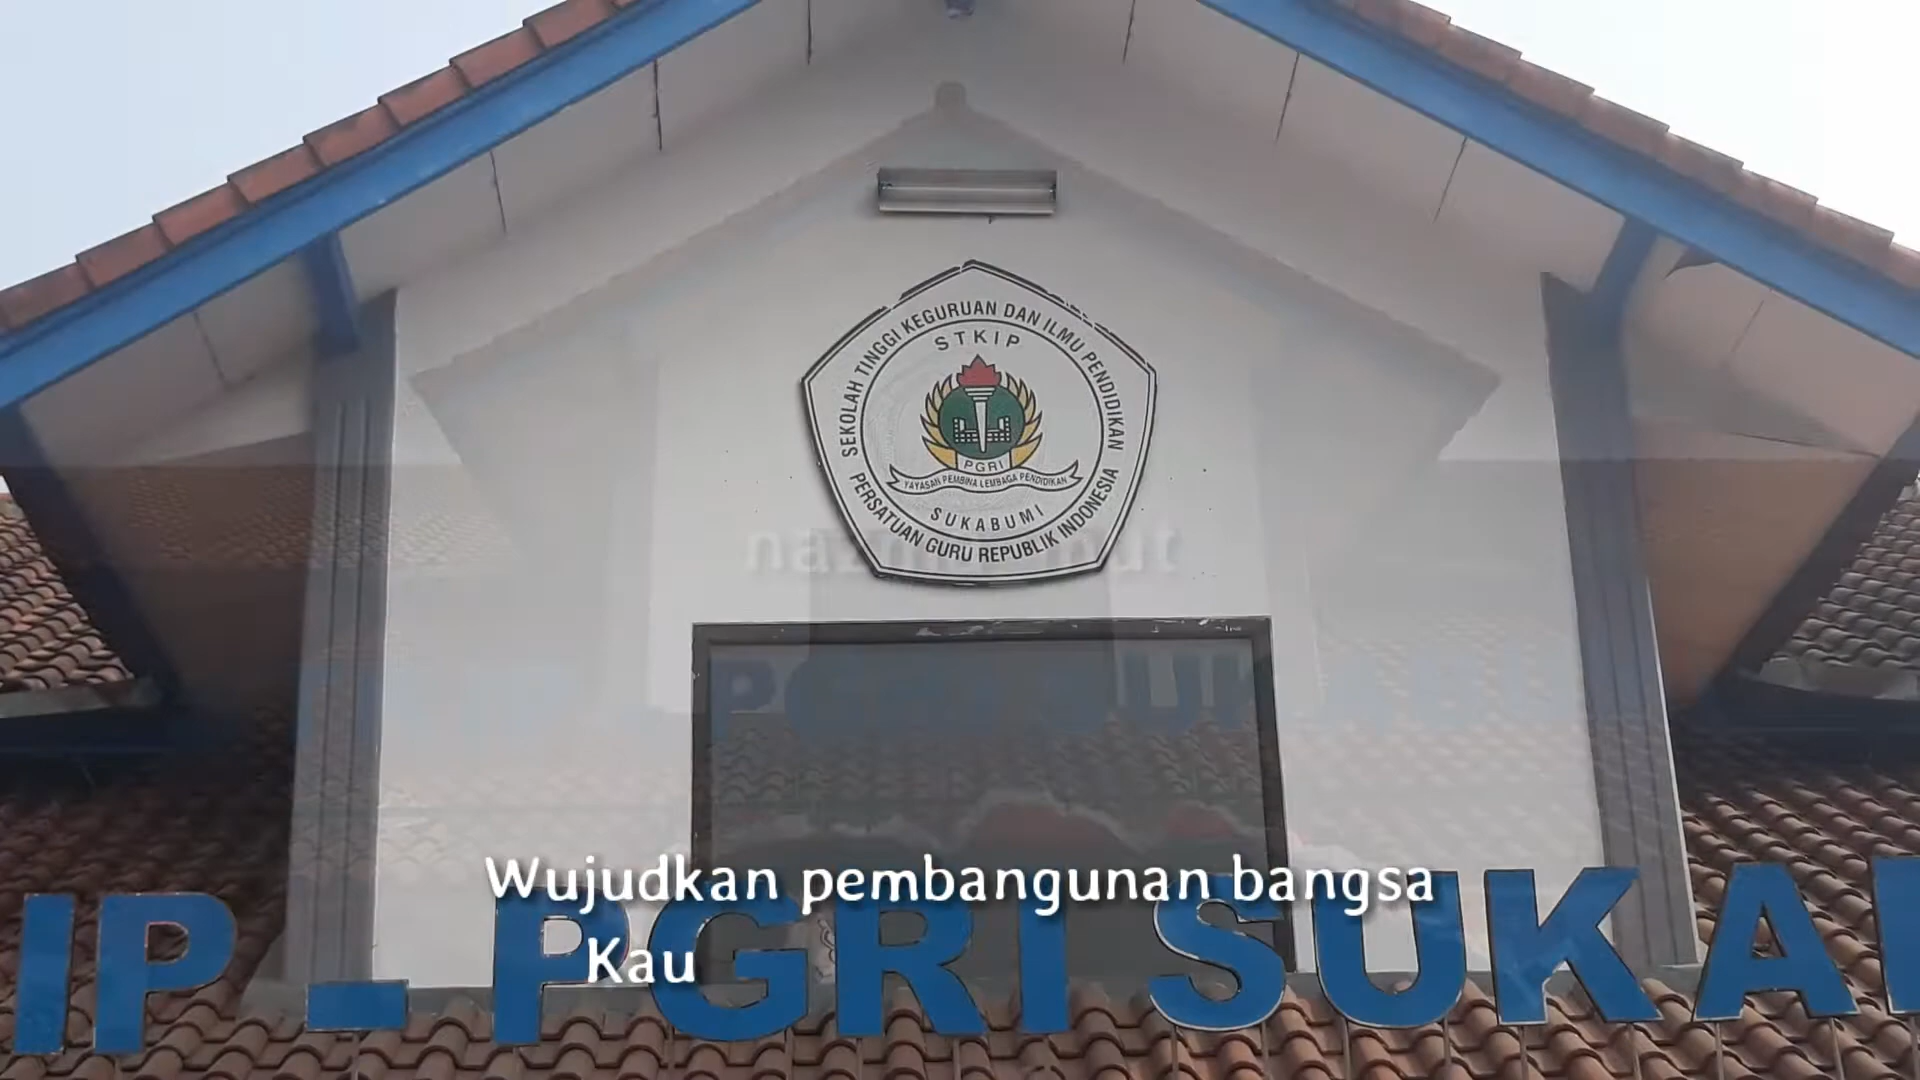 SEKOLAH TINGGI KEGURUAN DAN ILMU PENDIDIKAN
STKIP
PGRI
YAYASAN PEMBINA LEMBAGA PENDIDIKAN
SUKABUMI
PERSATUAN GURU REPUBLIK INDONESIA
Wujudkan pembangunan bangsa
Kau
IP - PGRI SUKA